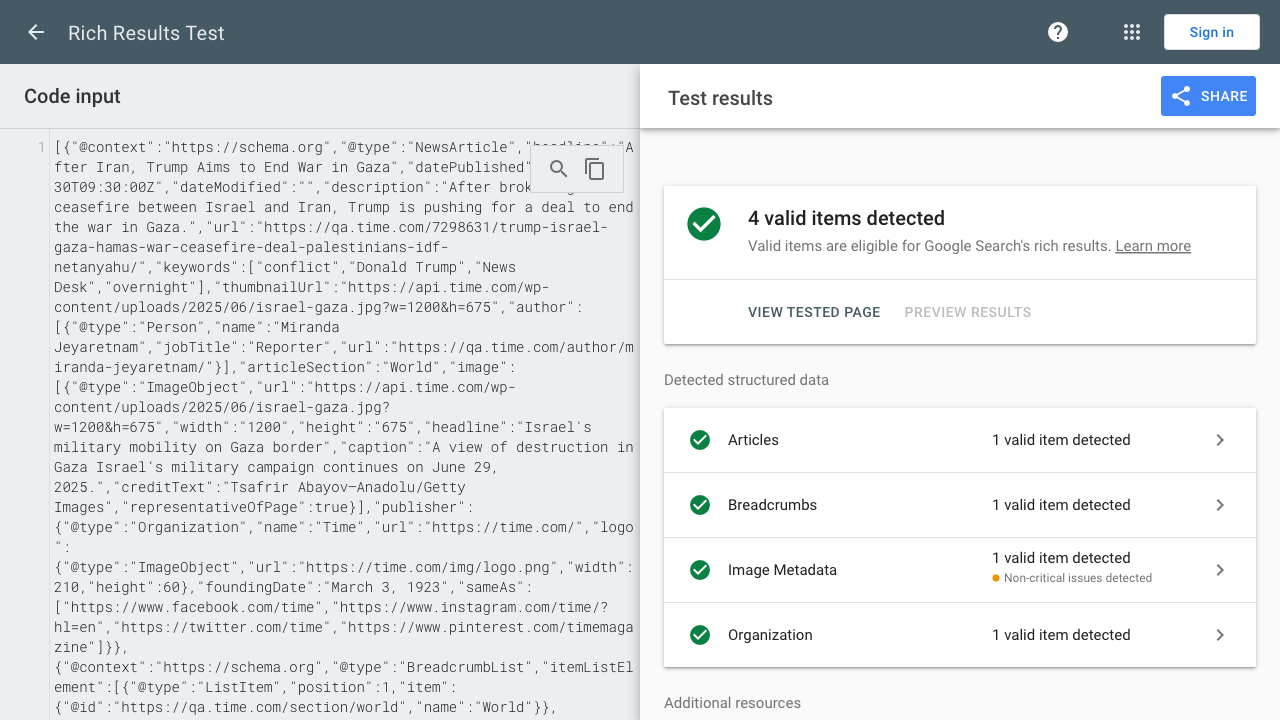 Rich Results Test
Sign in
Code input
1
[{"@context":"https://schema.org","@type":"NewsArticle","headline":"A
fter Iran, Trump Aims to End War in Gaza","datePublished"
30T09:30:00Z","dateModified":"","description":"After brok
ceasefire between Israel and Iran, Trump is pushing for a deal to end
the war in Gaza.","url":"https://qa.time.com/7298631/trump-israel-
gaza-hamas-war-ceasefire-deal-palestinians-idf-
netanyahu/","keywords":["conflict","Donald Trump","News
Desk","overnight"],"thumbnailUrl":"https://api.time.com/wp-
content/uploads/2025/06/israel-gaza.jpg?w=1200&h=675","author":
[{"@type":"Person","name":"Miranda
Jeyaretnam","jobTitle":"Reporter","url":"https://qa.time.com/author/m
iranda-jeyaretnam/"}],"articleSection":"World","image":
[{"@type":"ImageObject","url":"https://api.time.com/wp-
content/uploads/2025/06/israel-gaza.jpg?
w=1200&h=675","width":"1200","height":"675","headline":"Israel's
military mobility on Gaza border","caption":"A view of destruction in
Gaza Israel's military campaign continues on June 29,
2025.","creditText":"Tsafrir Abayov—Anadolu/Getty
Images","representativeOfPage":true}],"publisher":
{"@type":"Organization","name":"Time","url":"https://time.com/","logo
":
{"@type":"ImageObject","url":"https://time.com/img/logo.png","width":
210,"height":60},"foundingDate":"March 3, 1923","sameAs":
["https://www.facebook.com/time","https://www.instagram.com/time/?
hl=en","https://twitter.com/time","https://www.pinterest.com/timemaga
zine"]}},
{"@context":"https://schema.org","@type":"BreadcrumbList","itemListEl
ement":[{"@type":"ListItem","position":1,"item":
{"@id":"https://qa.time.com/section/world","name":"World"}},
Test results
SHARE
4 valid items detected
Valid items are eligible for Google Search's rich results. Learn more
VIEW TESTED PAGE PREVIEW RESULTS
Detected structured data
Articles 1 valid item detected
Breadcrumbs 1 valid item detected
Image Metadata 1 valid item detected
Non-critical issues detected
Organization 1 valid item detected
Additional resources